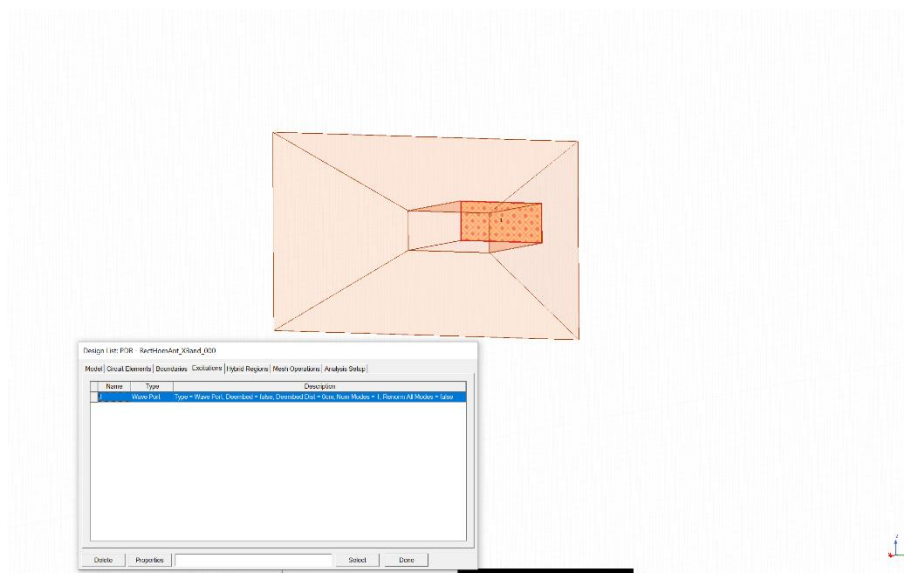 1
Design List: PDR - RectHornAnt_XBand_000
Model Circuit Elements Boundaries Excitations Hybrid Regions Mesh Operations Analysis Setup
Name Type Description
1 Wave Port Type = Wave Port, Deembed = false, Deembed Dist = 0cm, Num Modes = 1, Renorm All Modes = false
Delete Properties Select Done
Z